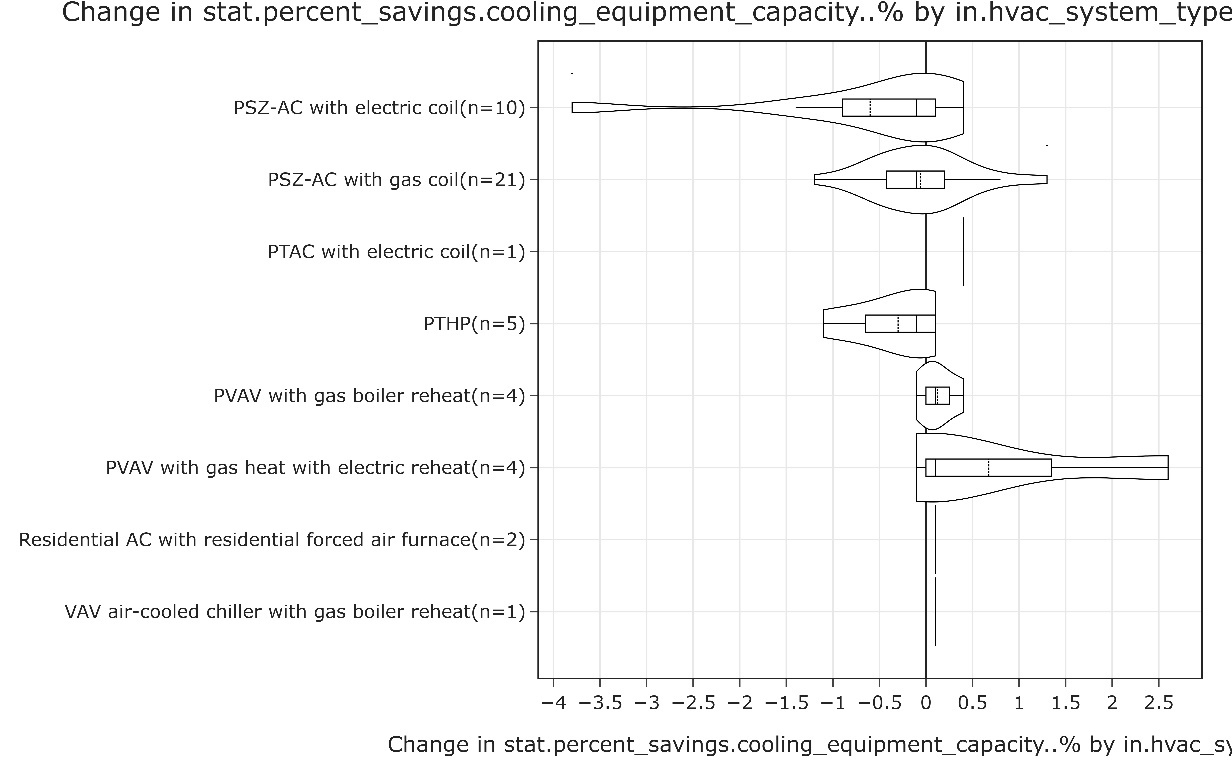 Change in stat.percent_savings.cooling_equipment_capacity..% by in.hvac_system_type
PSZ-AC with electric coil(n=10)
PSZ-AC with gas coil(n=21)
PTAC with electric coil(n=1)
PTHP(n=5)
PVAV with gas boiler reheat(n=4)
PVAV with gas heat with electric reheat(n=4)
Residential AC with residential forced air furnace(n=2)
VAV air-cooled chiller with gas boiler reheat(n=1)
−4 −3.5 −3 −2.5 −2 −1.5 −1 −0.5 0 0.5 1 1.5 2 2.5
Change in stat.percent_savings.cooling_equipment_capacity..% by in.hvac_sy